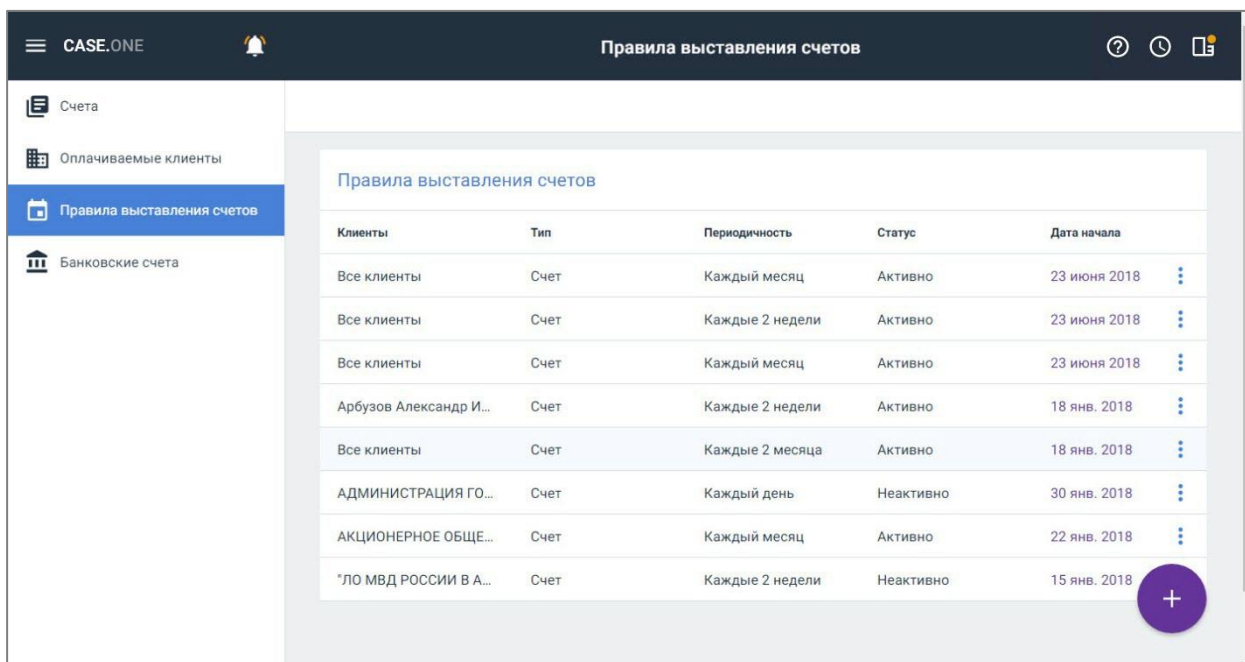 CASE.ONE
Правила выставления счетов
Счета
Оплачиваемые клиенты
Правила выставления счетов
Банковские счета
Правила выставления счетов
Клиенты Тип Периодичность Статус Дата начала
Все клиенты Счет Каждый месяц Активно 23 июня 2018
Все клиенты Счет Каждые 2 недели Активно 23 июня 2018
Все клиенты Счет Каждый месяц Активно 23 июня 2018
Арбузов Александр И... Счет Каждые 2 недели Активно 18 янв. 2018
Все клиенты Счет Каждые 2 месяца Активно 18 янв. 2018
АДМИНИСТРАЦИЯ ГО... Счет Каждый день Неактивно 30 янв. 2018
АКЦИОНЕРНОЕ ОБЩЕ... Счет Каждый месяц Активно 22 янв. 2018
"ЛО МВД РОССИИ В А... Счет Каждые 2 недели Неактивно 15 янв. 2018